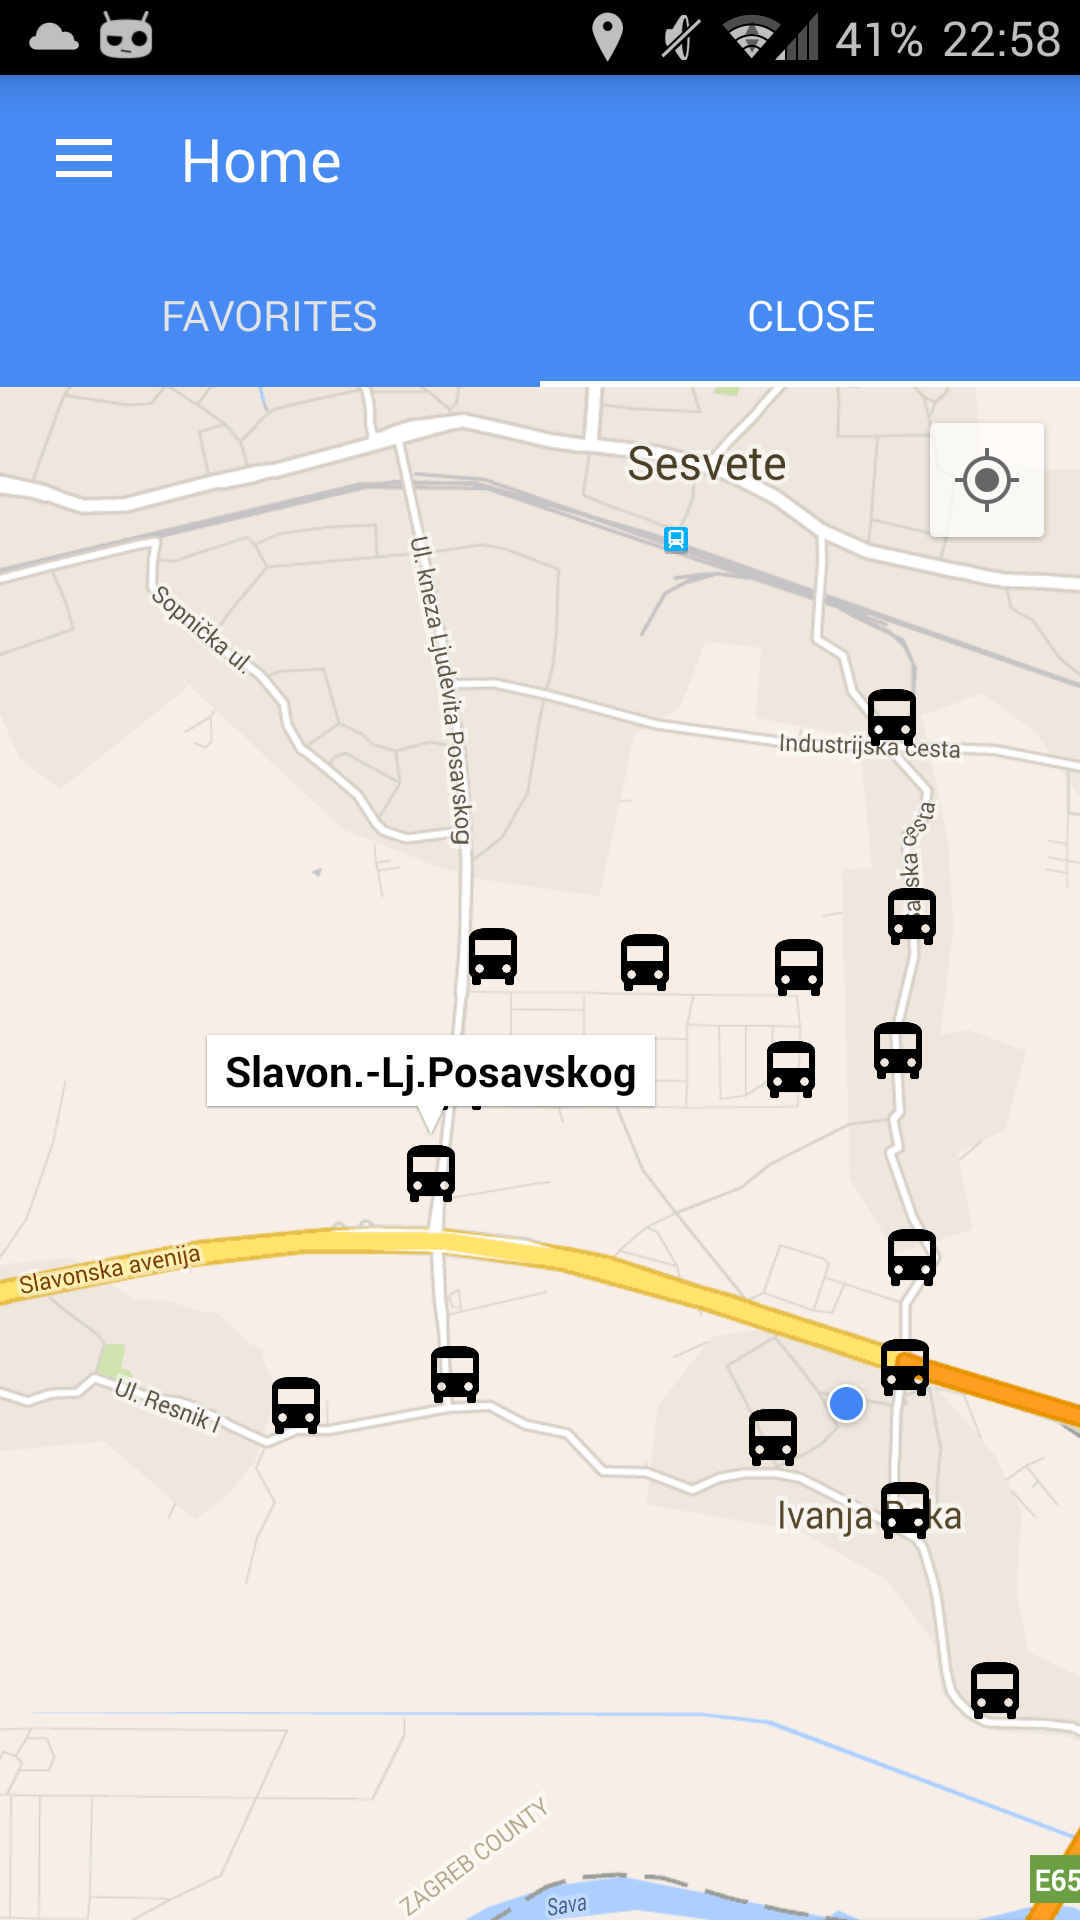 41% 22:58
Home
FAVORITES
CLOSE
Sesvete
Ul. kneza Ljudevita Posavskog
Sopnička ul.
Industrijska cesta
cesta
Slavon.-Lj.Posavskog
Slavonska avenija
Ul. Resnik I
Ivanja
ZAGREB COUNTY
E65
Sava